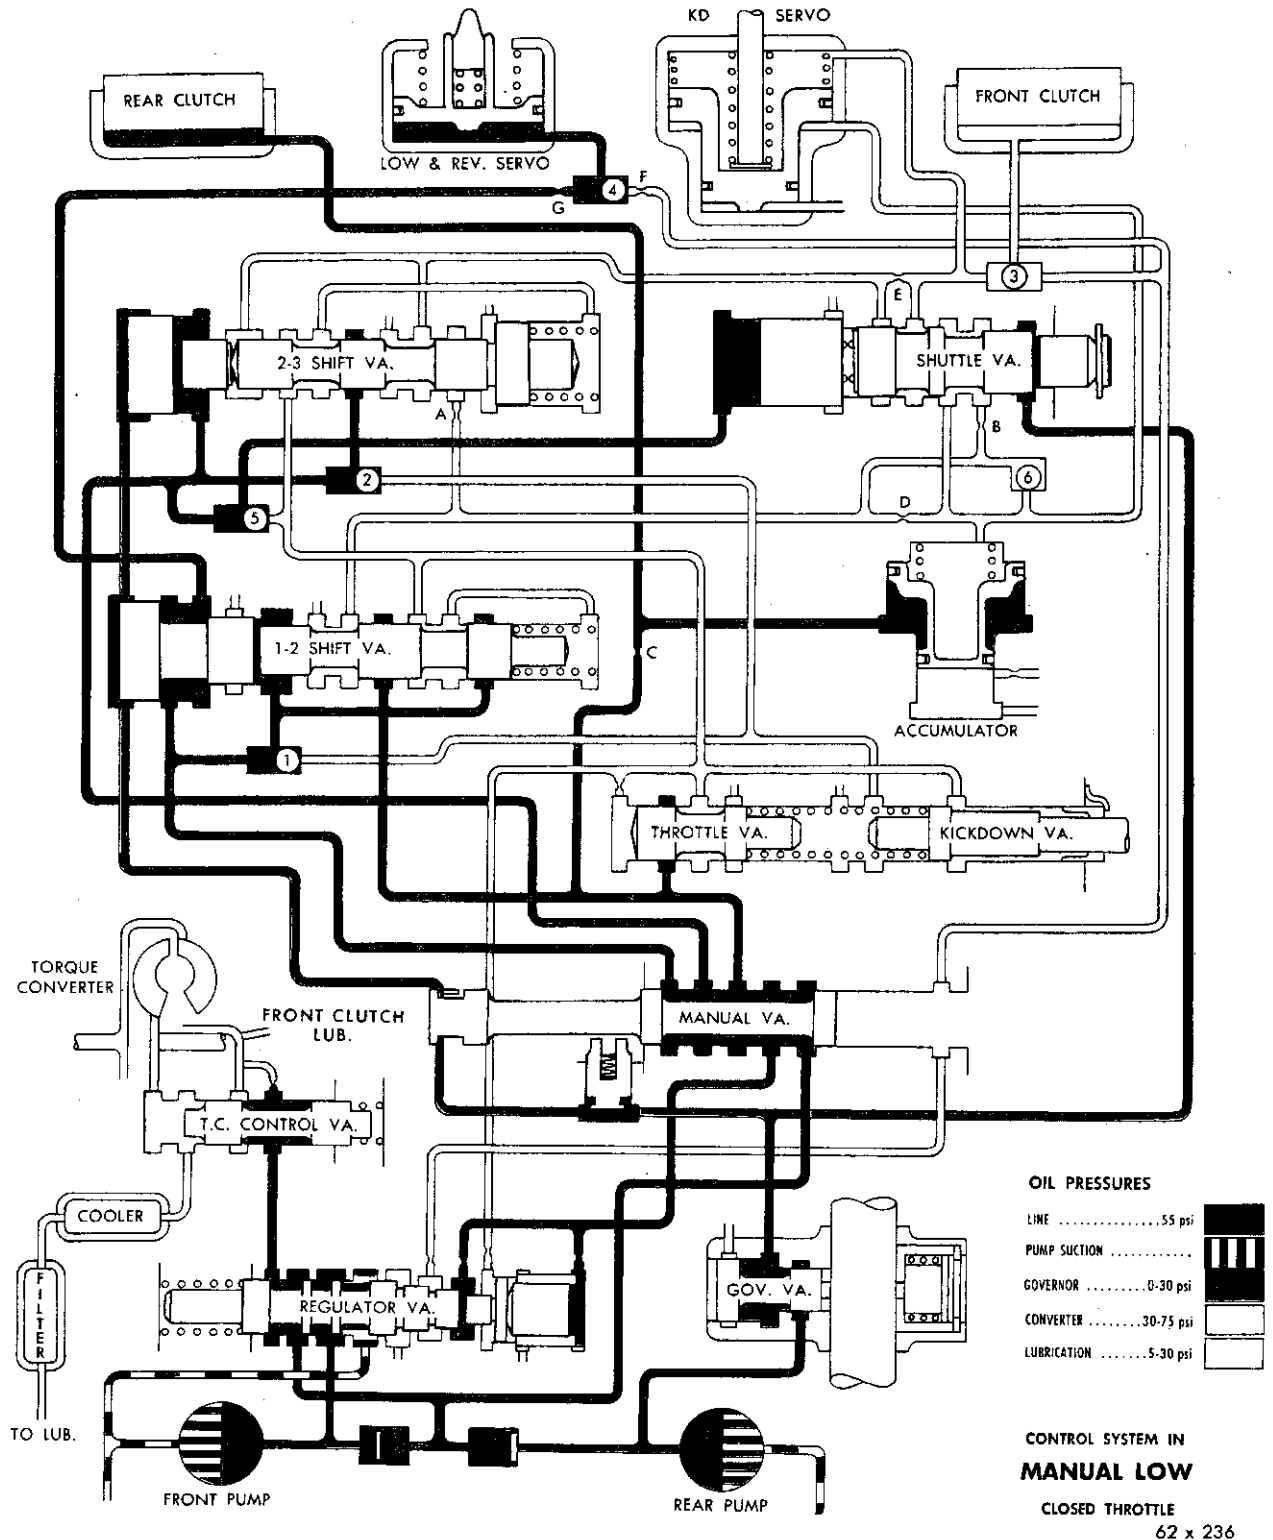 KD SERVO
REAR CLUTCH
FRONT CLUTCH
LOW & REV. SERVO
F
4
G
3
E
2-3 SHIFT VA.
SHUTTLE VA.
A
B
2
6
5
D
1-2 SHIFT VA.
C
ACCUMULATOR
1
THROTTLE VA.
KICKDOWN VA.
TORQUE
CONVERTER
FRONT CLUTCH
LUB.
MANUAL VA.
T.C. CONTROL VA.
COOLER
FILTER
REGULATOR VA.
GOV. VA.
TO LUB.
FRONT PUMP
REAR PUMP
OIL PRESSURES
LINE ..............55 psi
PUMP SUCTION ...........
GOVERNOR ........0-30 psi
CONVERTER ........30-75 psi
LUBRICATION .......5-30 psi
CONTROL SYSTEM IN
MANUAL LOW
CLOSED THROTTLE
62 x 236